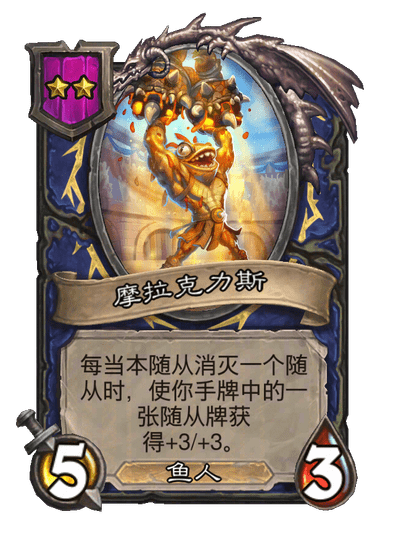 摩拉克力斯
每当本随从消灭一个随
从时，使你手牌中的一
张随从牌获
得+3/+3。
5
鱼人
3